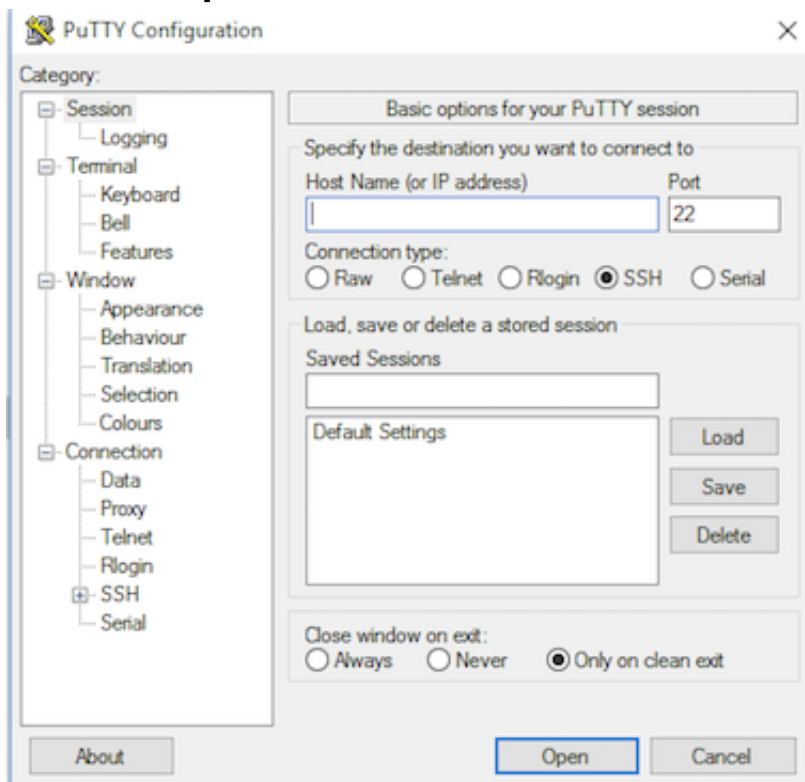 PuTTY Configuration
Category:
Session
Logging
Terminal
Keyboard
Bell
Features
Window
Appearance
Behaviour
Translation
Selection
Colours
Connection
Data
Proxy
Telnet
Rlogin
SSH
Serial
Basic options for your PuTTY session
Specify the destination you want to connect to
Host Name (or IP address) Port
22
Connection type:
Raw Telnet Rlogin SSH Serial
Load, save or delete a stored session
Saved Sessions
Default Settings
Load
Save
Delete
Close window on exit:
Always Never Only on clean exit
About Open Cancel